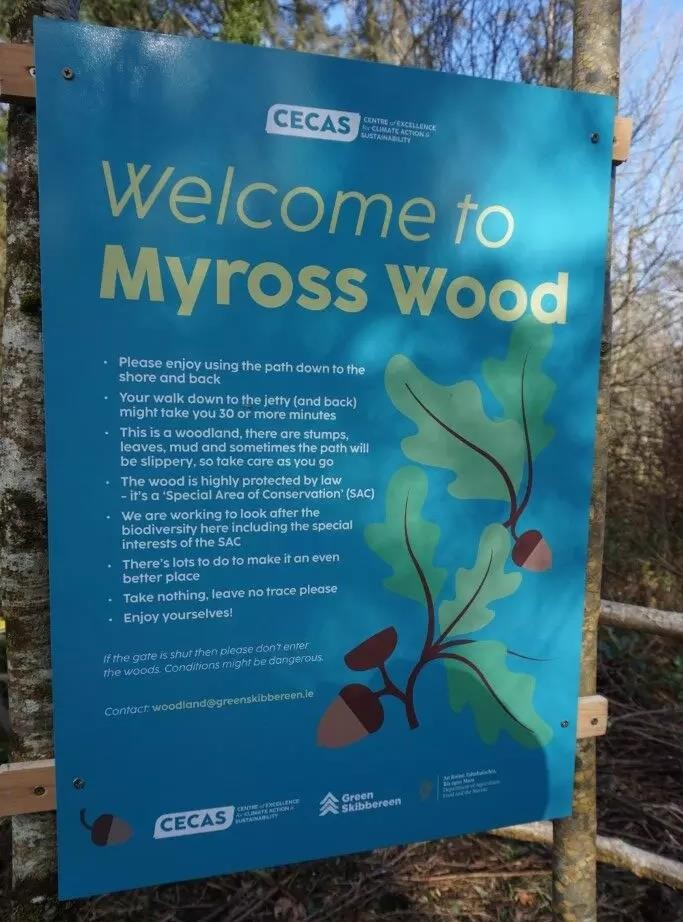 CECAS
CENTRE of EXCELLENCE
for CLIMATE ACTION &
SUSTAINABILITY
Welcome to
Myross Wood
• Please enjoy using the path down to the
shore and back
• Your walk down to the jetty (and back)
might take you 30 or more minutes
• This is a woodland, there are stumps,
leaves, mud and sometimes the path will
be slippery, so take care as you go
• The wood is highly protected by law
– it's a 'Special Area of Conservation' (SAC)
• We are working to look after the
biodiversity here including the special
interests of the SAC
• There's lots to do to make it an even
better place
• Take nothing, leave no trace please
• Enjoy yourselves!
If the gate is shut then please don't enter
the woods. Conditions might be dangerous.
Contact: woodland@greenskibbereen.ie
CECAS
CENTRE of EXCELLENCE
for CLIMATE ACTION &
SUSTAINABILITY
Green
Skibbereen
An Roinn Talmhaíochta,
Bia agus Mara
Department of Agriculture,
Food and the Marine